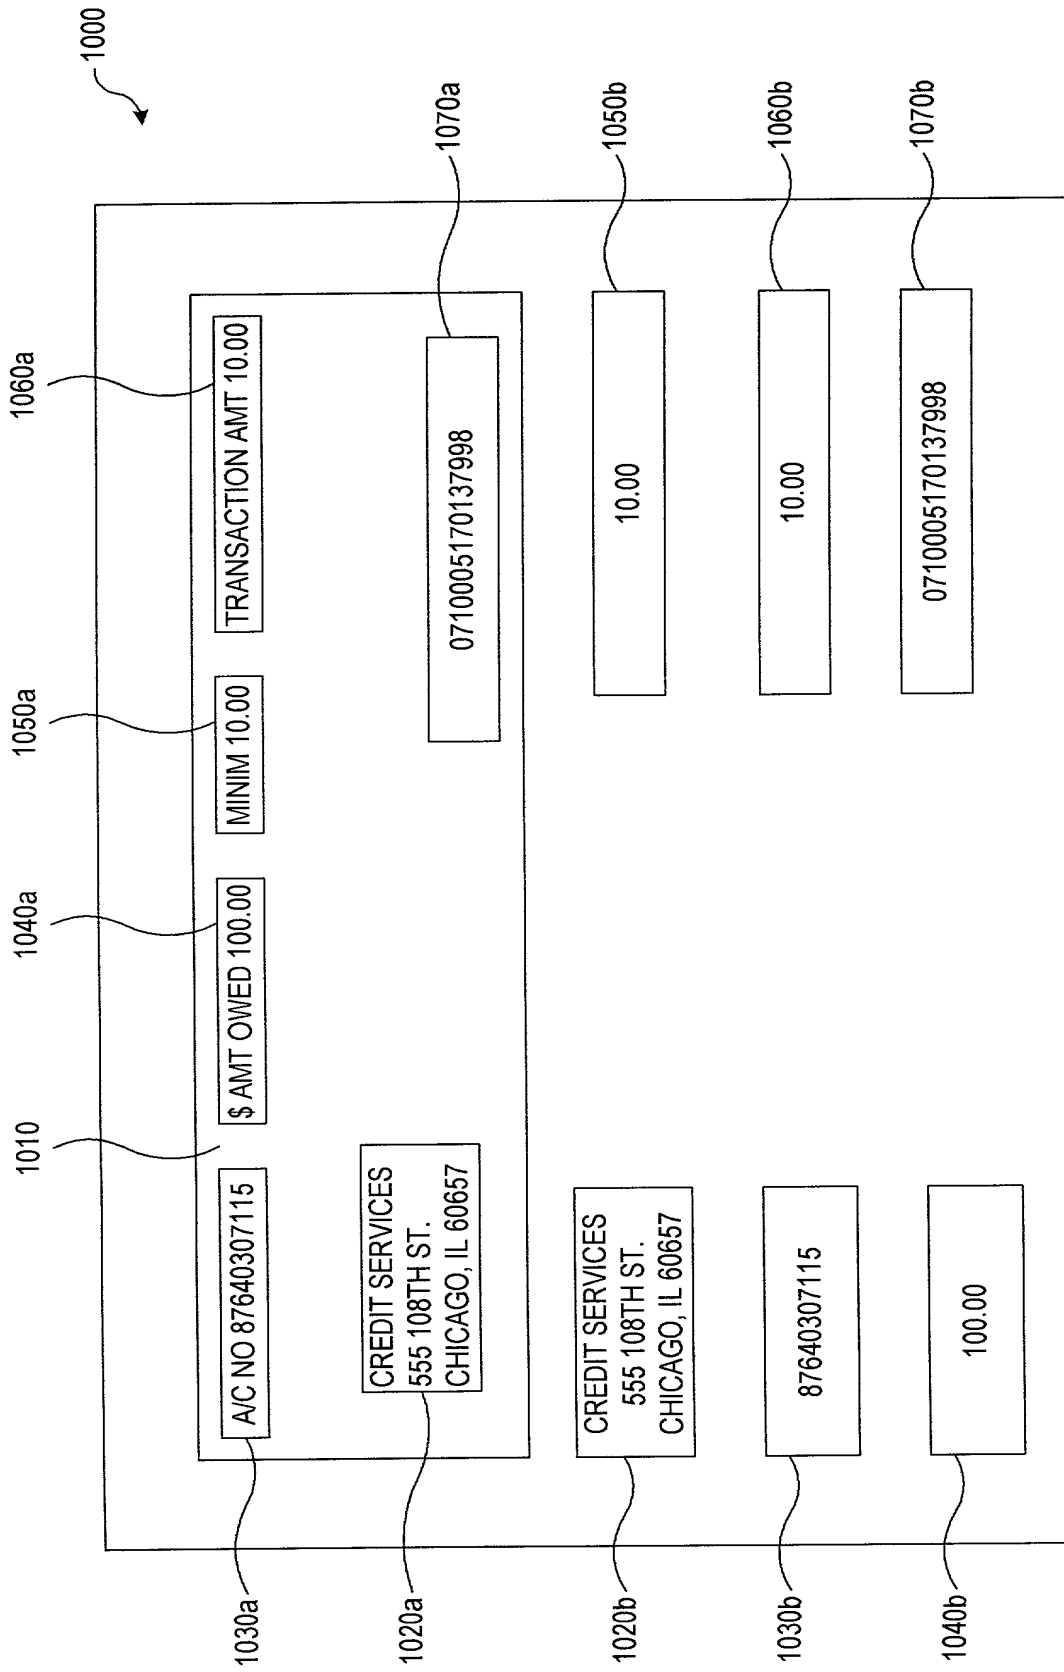 1000
1060a
1050a
1040a
1010
A/C NO 87640307115
$ AMT OWED 100.00
MINIM 10.00
TRANSACTION AMT 10.00
1030a
CREDIT SERVICES
555 108TH ST.
CHICAGO, IL 60657
1020a
0710005170137998
1070a
CREDIT SERVICES
555 108TH ST.
CHICAGO, IL 60657
1020b
10.00
1050b
87640307115
1030b
10.00
1060b
100.00
1040b
0710005170137998
1070b